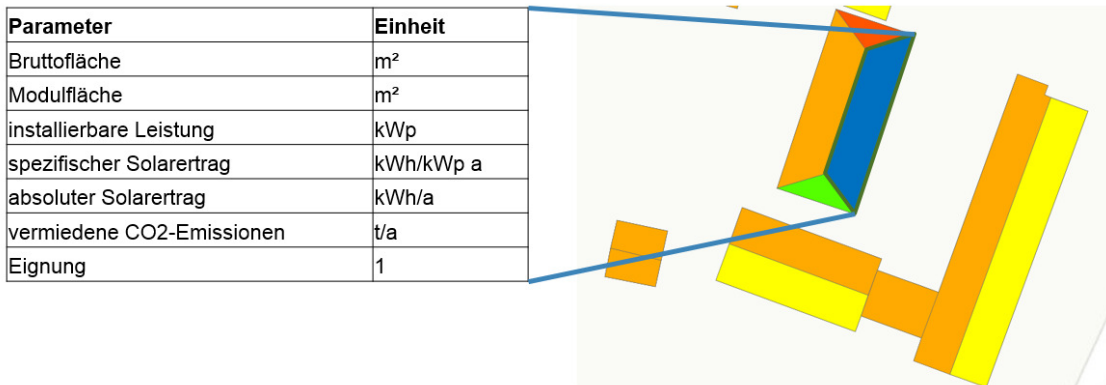 Parameter Einheit
Bruttofläche m²
Modulfläche m²
installierbare Leistung kWp
spezifischer Solarertrag kWh/kWp a
absoluter Solarertrag kWh/a
vermiedene CO2-Emissionen t/a
Eignung 1